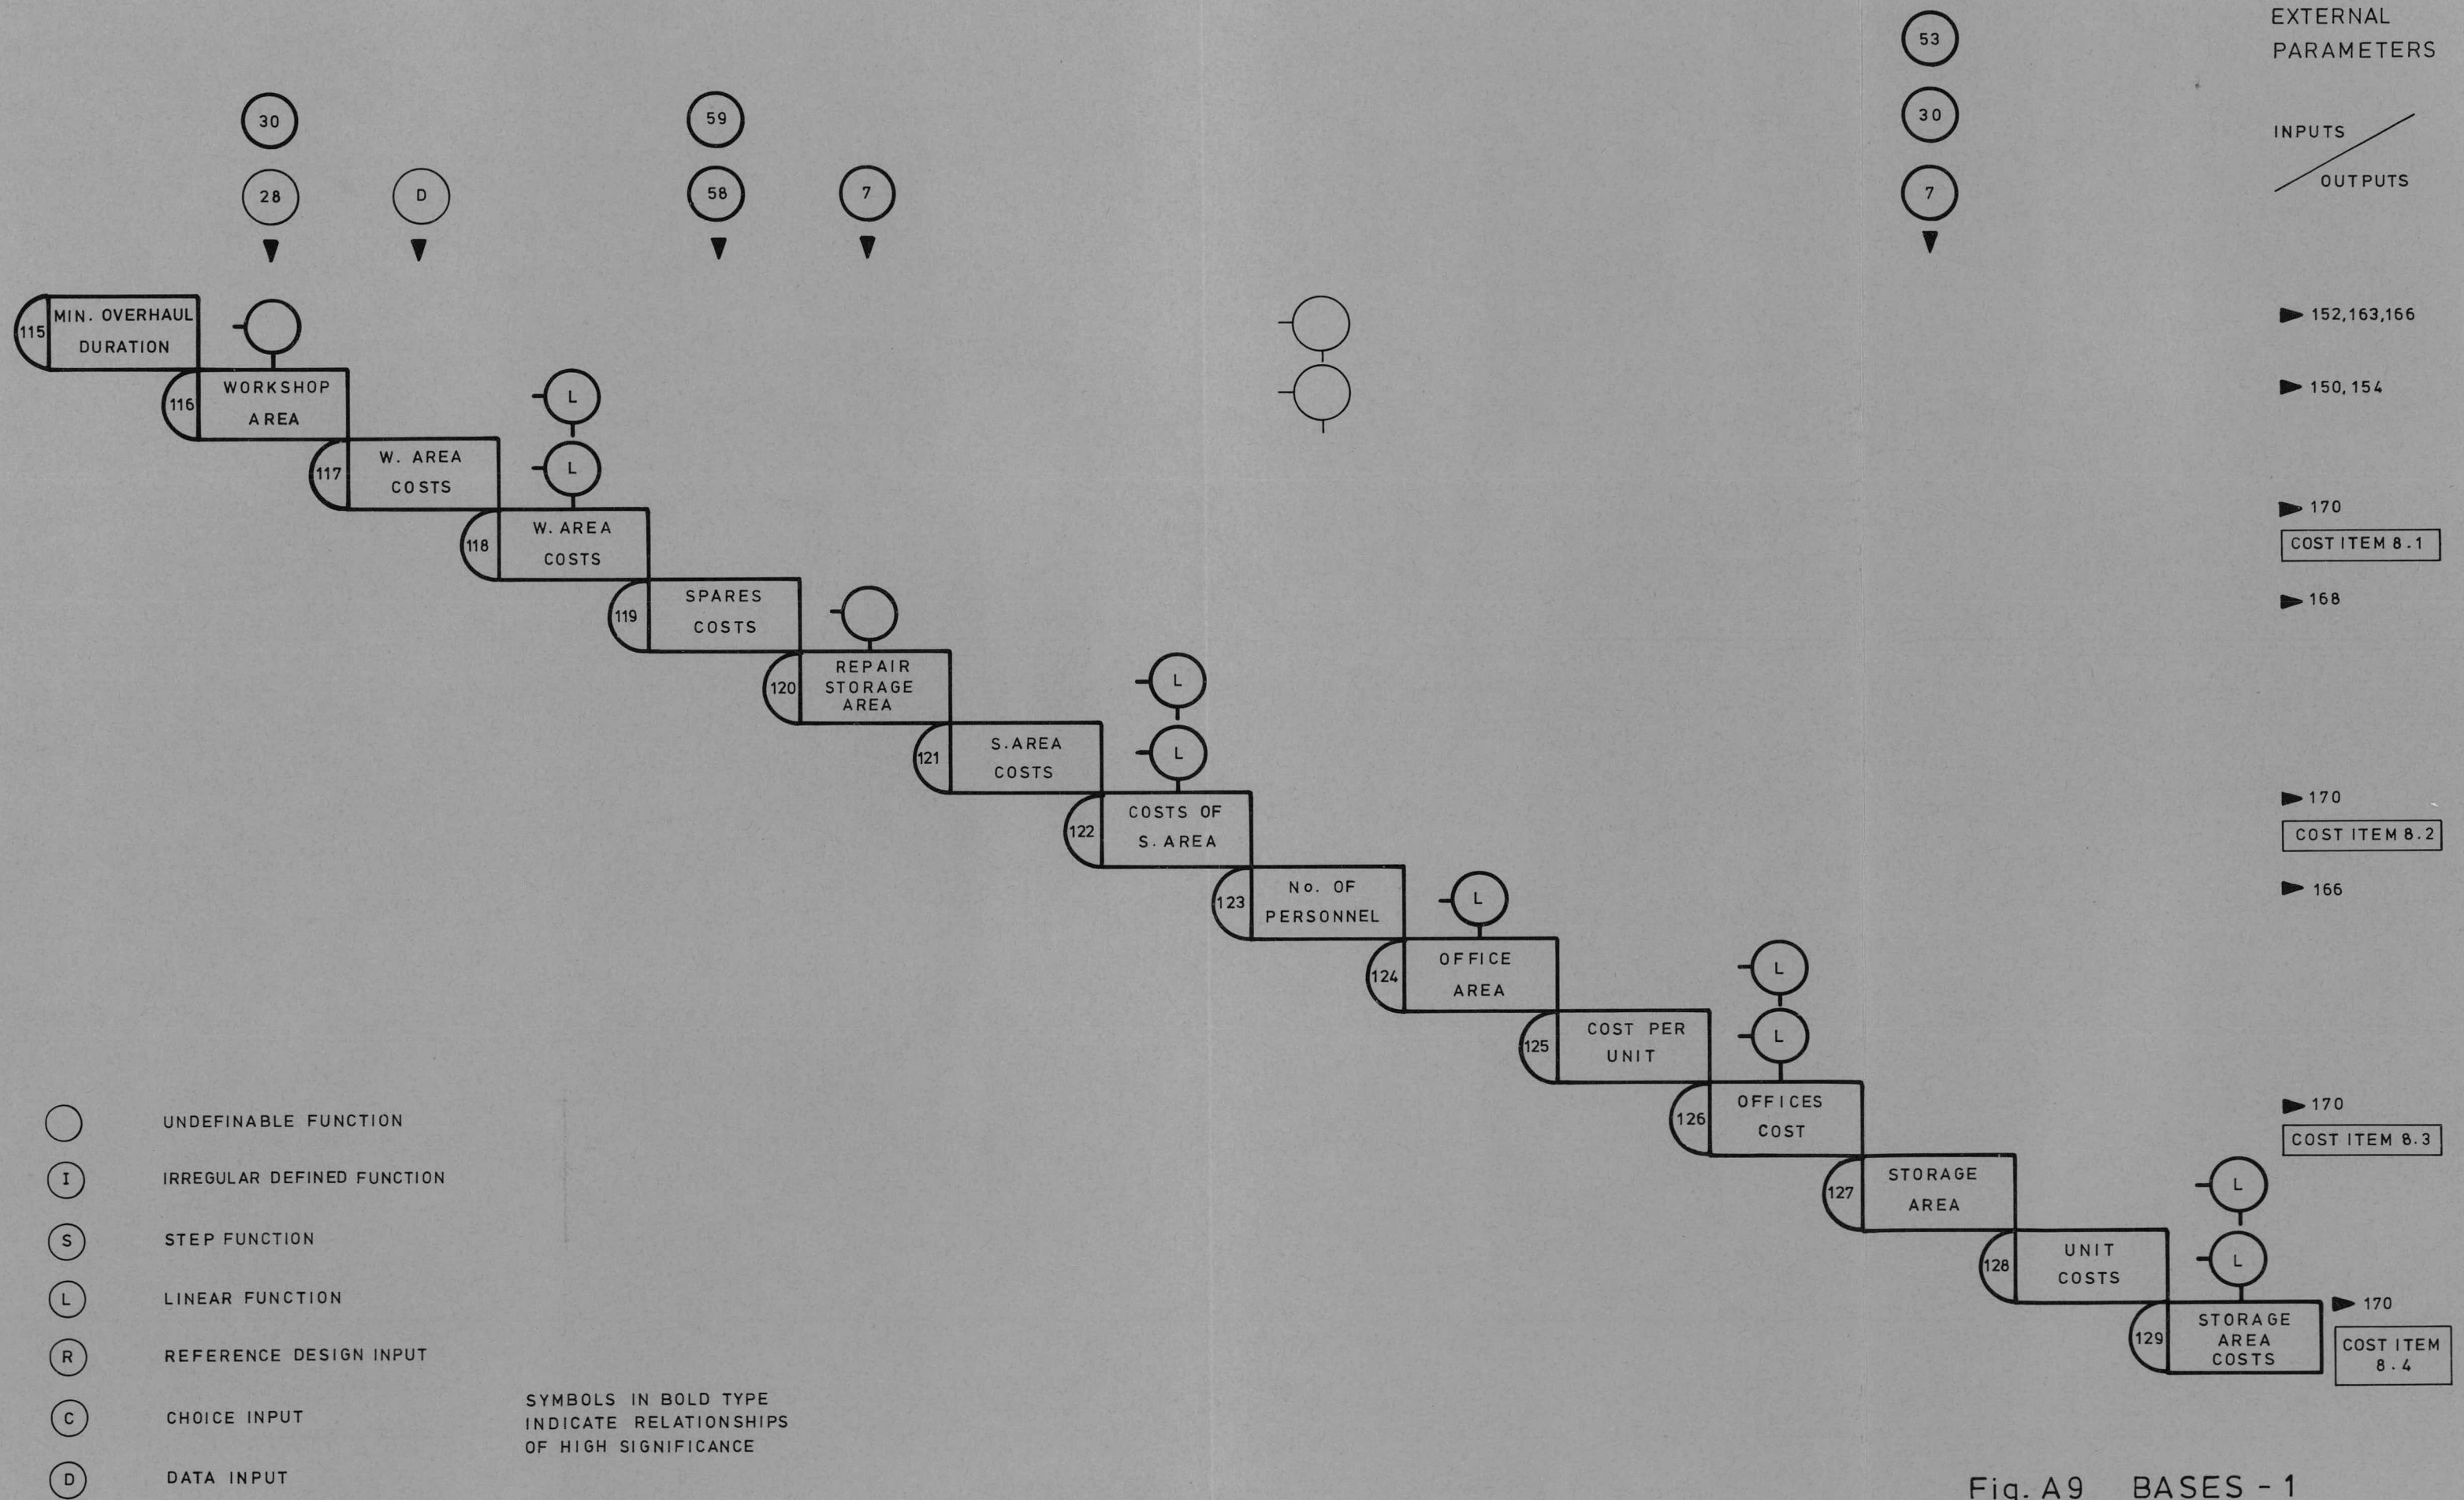 53
EXTERNAL
PARAMETERS
30
59
30
INPUTS
OUTPUTS
28
D
58
7
7
115
MIN. OVERHAUL
DURATION
152,163,166
116
WORKSHOP
AREA
150,154
L
117
W. AREA
COSTS
L
118
W. AREA
COSTS
170
COST ITEM 8.1
119
SPARES
COSTS
168
120
REPAIR
STORAGE
AREA
L
121
S.AREA
COSTS
L
122
COSTS OF
S. AREA
170
COST ITEM 8.2
123
No. OF
PERSONNEL
166
L
124
OFFICE
AREA
L
125
COST PER
UNIT
L
126
OFFICES
COST
170
COST ITEM 8.3
127
STORAGE
AREA
L
128
UNIT
COSTS
L
129
STORAGE
AREA
COSTS
170
COST ITEM
8.4
UNDEFINABLE FUNCTION
I IRREGULAR DEFINED FUNCTION
S STEP FUNCTION
L LINEAR FUNCTION
R REFERENCE DESIGN INPUT
C CHOICE INPUT
D DATA INPUT
SYMBOLS IN BOLD TYPE
INDICATE RELATIONSHIPS
OF HIGH SIGNIFICANCE
Fig. A9 BASES - 1